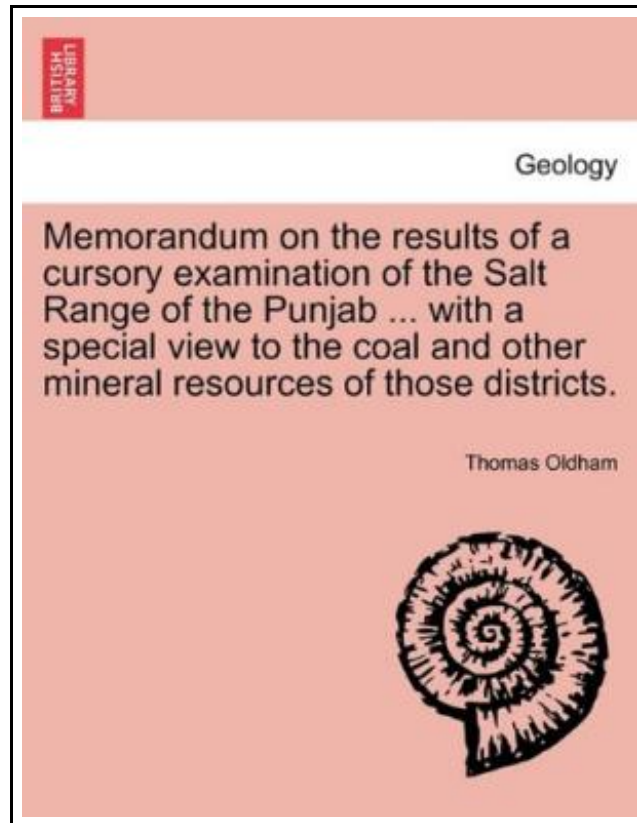 BRITISH
LIBRARY.
Geology
Memorandum on the results of a
cursory examination of the Salt
Range of the Punjab ... with a
special view to the coal and other
mineral resources of those districts.
Thomas Oldham